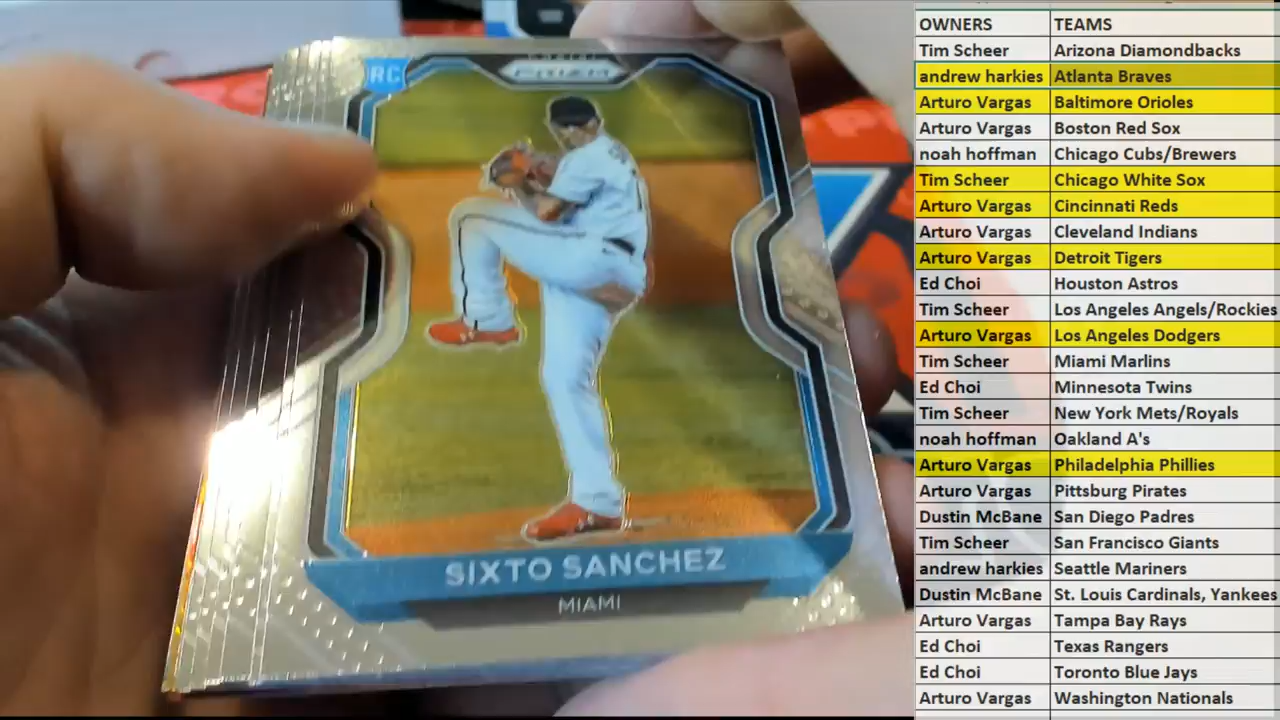 RC
PRIZM
SIXTO SANCHEZ
MIAMI
OWNERS TEAMS
Tim Scheer Arizona Diamondbacks
andrew harkies Atlanta Braves
Arturo Vargas Baltimore Orioles
Arturo Vargas Boston Red Sox
noah hoffman Chicago Cubs/Brewers
Tim Scheer Chicago White Sox
Arturo Vargas Cincinnati Reds
Arturo Vargas Cleveland Indians
Arturo Vargas Detroit Tigers
Ed Choi Houston Astros
Tim Scheer Los Angeles Angels/Rockies
Arturo Vargas Los Angeles Dodgers
Tim Scheer Miami Marlins
Ed Choi Minnesota Twins
Tim Scheer New York Mets/Royals
noah hoffman Oakland A's
Arturo Vargas Philadelphia Phillies
Arturo Vargas Pittsburg Pirates
Dustin McBane San Diego Padres
Tim Scheer San Francisco Giants
andrew harkies Seattle Mariners
Dustin McBane St. Louis Cardinals, Yankees
Arturo Vargas Tampa Bay Rays
Ed Choi Texas Rangers
Ed Choi Toronto Blue Jays
Arturo Vargas Washington Nationals